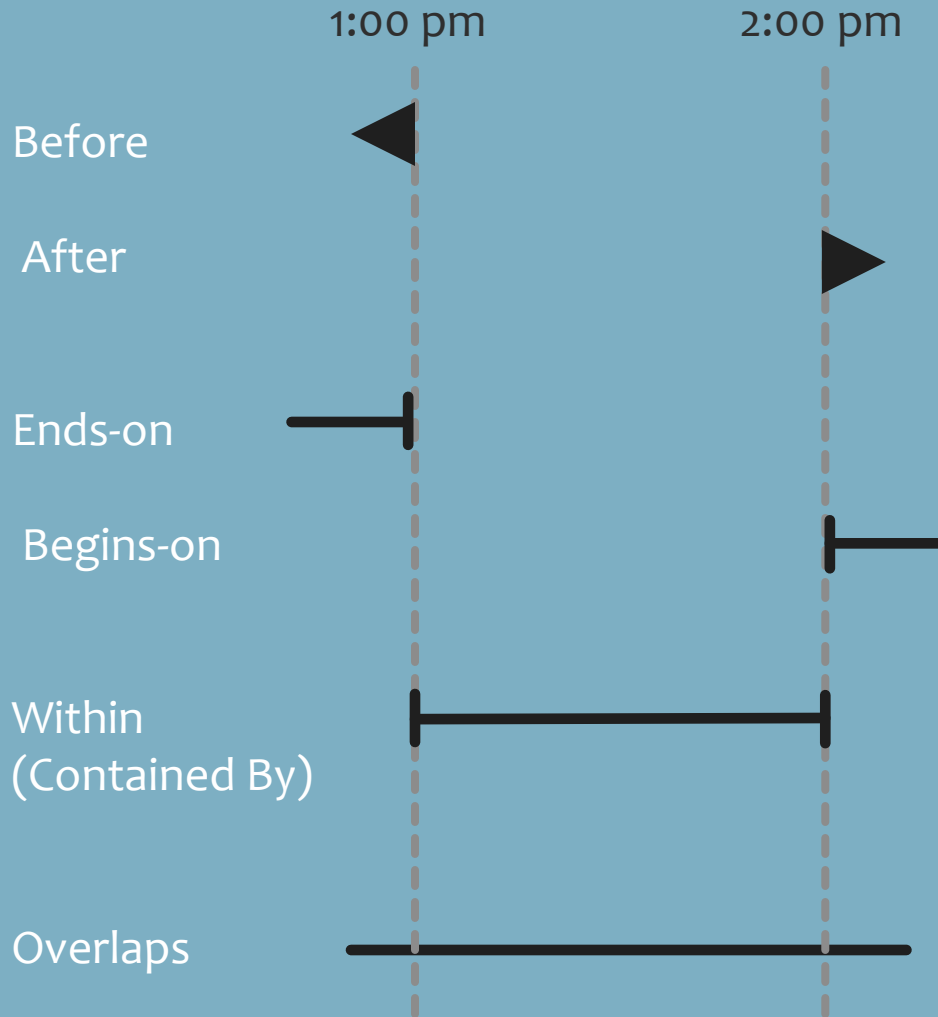 1:00 pm 2:00 pm
Before
After
Ends-on
Begins-on
Within
(Contained By)
Overlaps